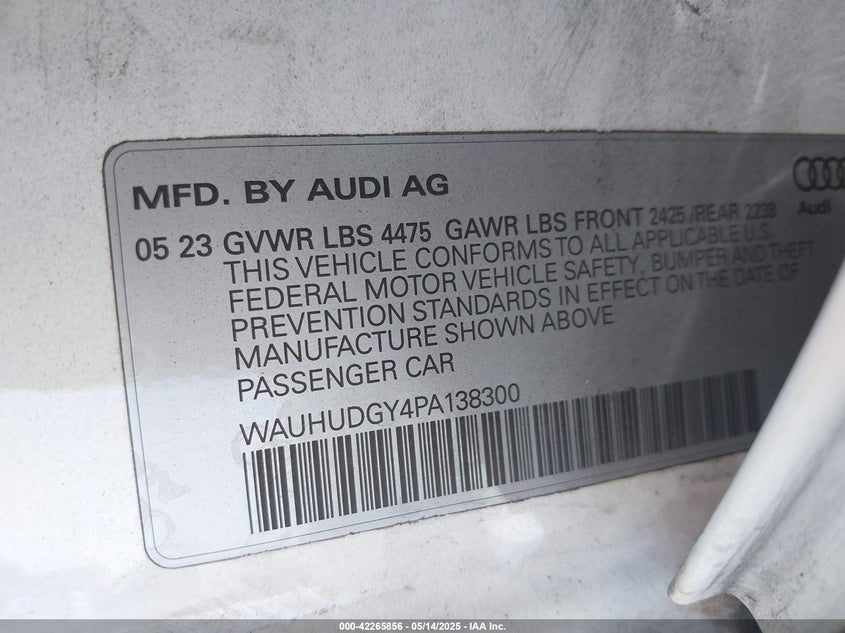 MFD. BY AUDI AG
Audi
05 23 GVWR LBS 4475 GAWR LBS FRONT 2425 /REAR 2238
THIS VEHICLE CONFORMS TO ALL APPLICABLE U.S.
FEDERAL MOTOR VEHICLE SAFETY, BUMPER AND THEFT
PREVENTION STANDARDS IN EFFECT ON THE DATE OF
MANUFACTURE SHOWN ABOVE
PASSENGER CAR
WAUHUDGY4PA138300
000-42265856 - 05/14/2025 - IAA Inc.